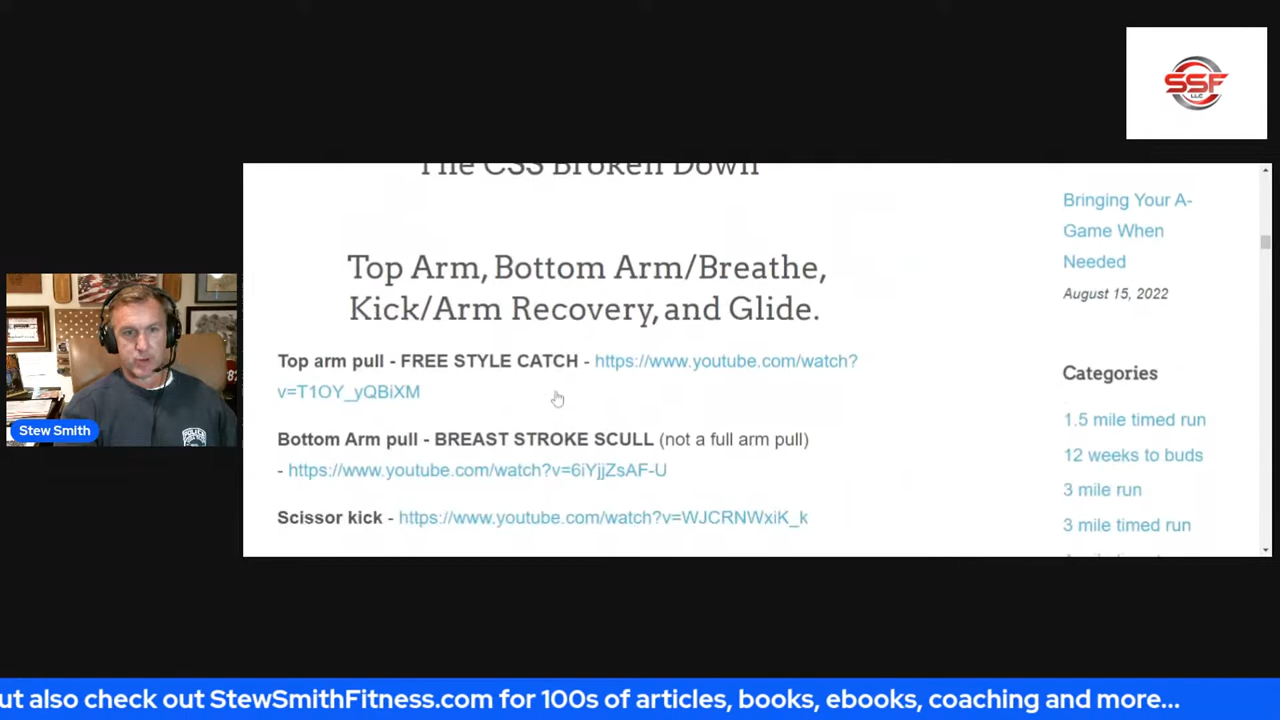 SSF
LLC
The CSS Broken Down
Top Arm, Bottom Arm/Breathe,
Kick/Arm Recovery, and Glide.
Top arm pull - FREE STYLE CATCH - https://www.youtube.com/watch?
v=T1OY_yQBiXM
Bottom Arm pull - BREAST STROKE SCULL (not a full arm pull)
- https://www.youtube.com/watch?v=6iYjjZsAF-U
Scissor kick - https://www.youtube.com/watch?v=WJCRNWxiK_k
Bringing Your A-
Game When
Needed
August 15, 2022
Categories
1.5 mile timed run
12 weeks to buds
3 mile run
3 mile timed run
Stew Smith
POLICE
ut also check out StewSmithFitness.com for 100s of articles, books, ebooks, coaching and more...